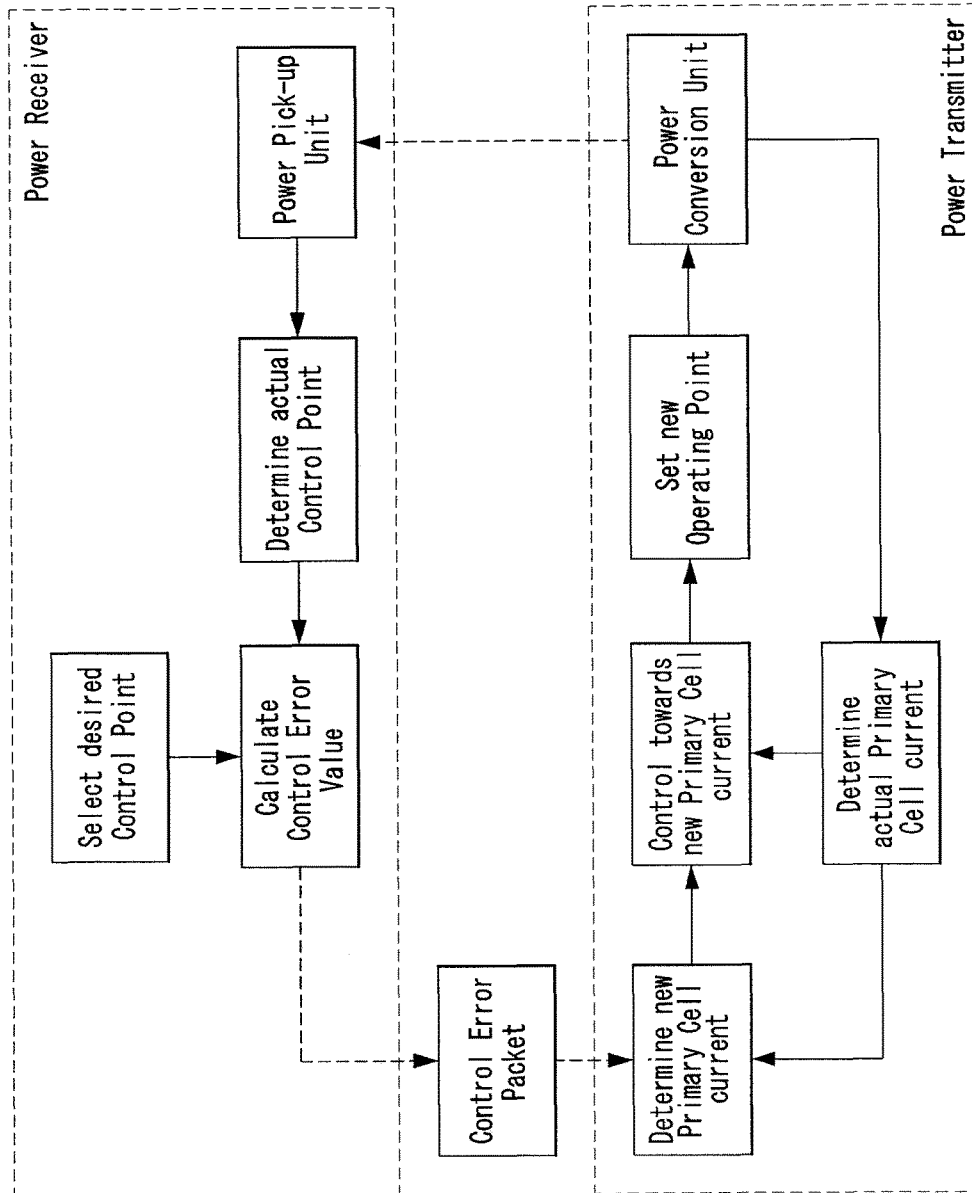 Power Receiver
Select desired
Control Point
Calculate
Control Error
Value
Determine actual
Control Point
Power Pick-up
Unit
Control Error
Packet
Determine new
Primary Cell
current
Control towards
new Primary Cell
current
Set new
Operating Point
Power
Conversion Unit
Determine
actual Primary
Cell current
Power Transmitter